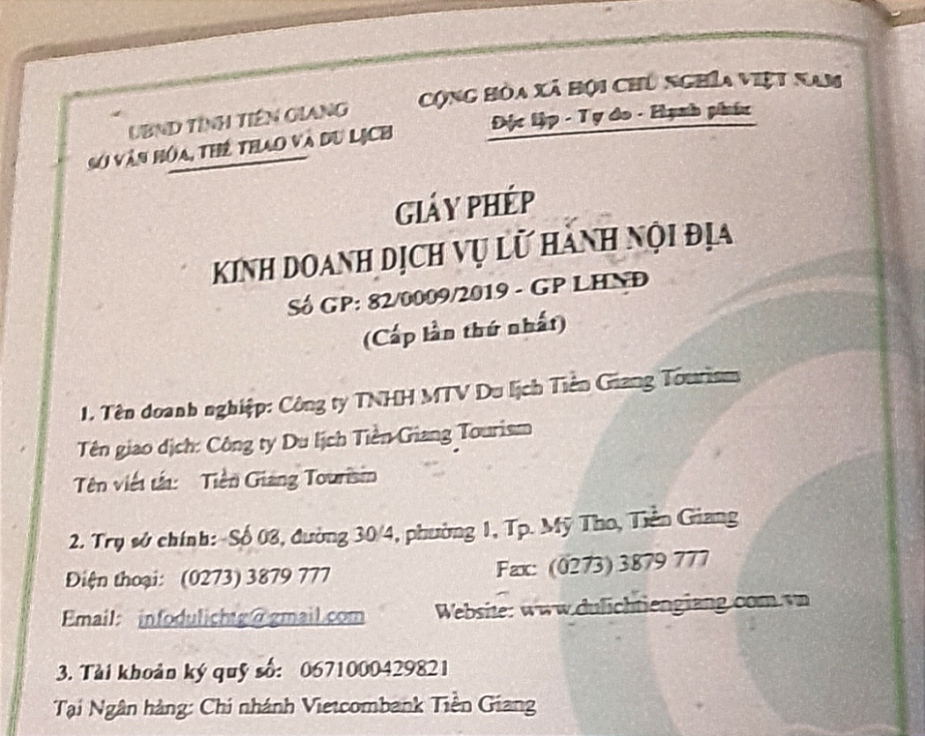 UBND TỈNH TIỀN GIANG
SỞ VĂN HÓA, THỂ THAO VÀ DU LỊCH
CỘNG HÒA XÃ HỘI CHỦ NGHĨA VIỆT NAM
Độc lập - Tự do - Hạnh phúc
GIẤY PHÉP
KINH DOANH DỊCH VỤ LỮ HÀNH NỘI ĐỊA
Số GP: 82/0009/2019 - GP LHNĐ
(Cấp lần thứ nhất)
1. Tên doanh nghiệp: Công ty TNHH MTV Du lịch Tiền Giang Tourism
Tên giao dịch: Công ty Du lịch Tiền Giang Tourism
Tên viết tắt: Tiền Giang Tourism
2. Trụ sở chính: Số 08, đường 30/4, phường 1, Tp. Mỹ Tho, Tiền Giang
Điện thoại: (0273) 3879 777 Fax: (0273) 3879 777
Email: infodulichtg@gmail.com Website: www.dulichtiengiang.com.vn
3. Tài khoản ký quỹ số: 0671000429821
Tại Ngân hàng: Chi nhánh Vietcombank Tiền Giang